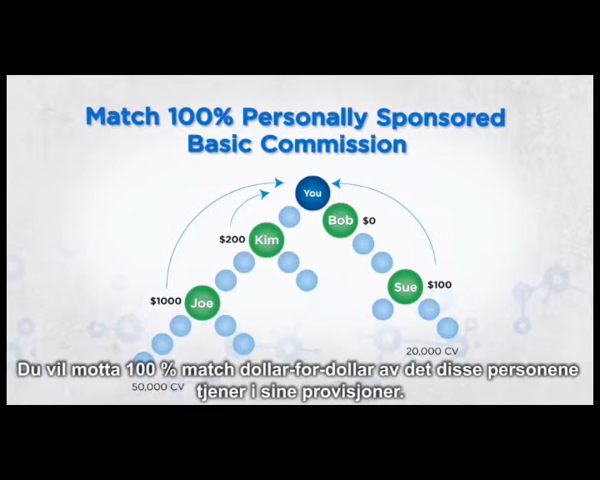 Match 100% Personally Sponsored
Basic Commission
You
Bob $0
$200 Kim
Sue $100
$1000 Joe
20,000 CV
Du vil motta 100 % match dollar-for-dollar av det disse personene
50,000 CV
tjener i sine provisjoner.